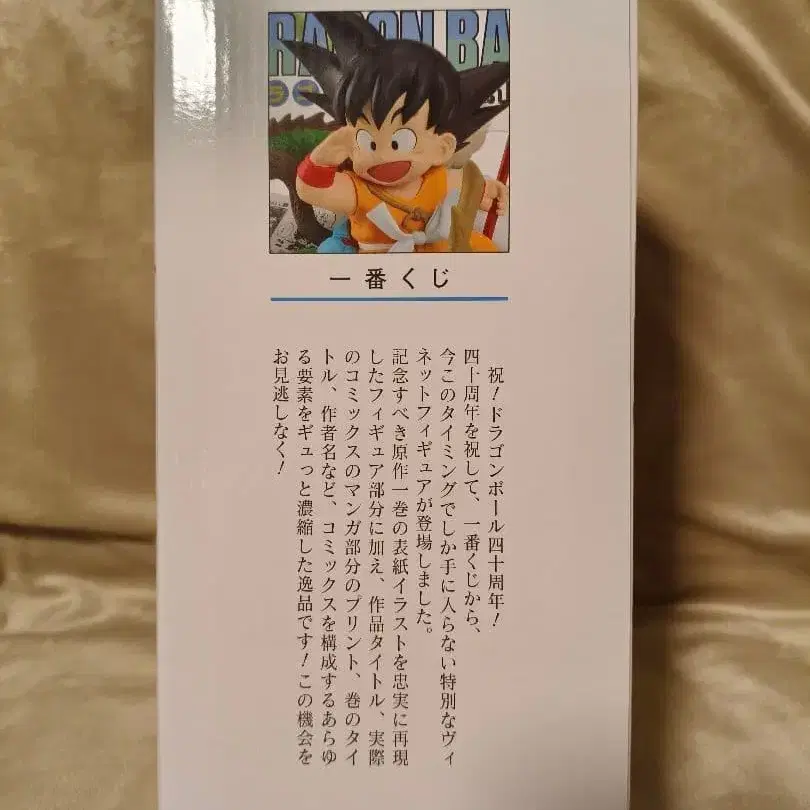 DRAGON BA
一番くじ
祝！ドラゴンボール四十周年！
四十周年を祝して、一番くじから、
今このタイミングでしか手に入らない特別なヴィ
ネットフィギュアが登場しました。
記念すべき原作一巻の表紙イラストを忠実に再現
したフィギュア部分に加え、作品タイトル、実際
のコミックスのマンガ部分のプリント、巻のタイ
トル、作者名など、コミックスを構成するあらゆ
る要素をギュっと濃縮した逸品です！この機会を
お見逃しなく！